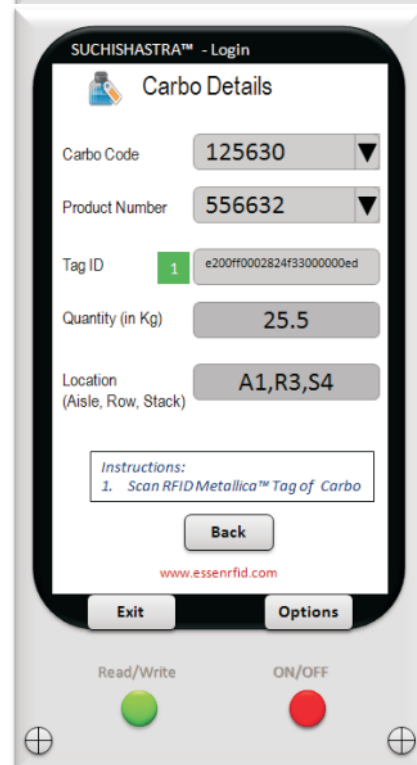 SUCHISHASTRA™ - Login
Carbo Details
Carbo Code 125630
Product Number 556632
Tag ID 1 e200ff0002824f33000000ed
Quantity (in Kg) 25.5
Location A1,R3,S4
(Aisle, Row, Stack)
Instructions:
1. Scan RFID Metallica™ Tag of Carbo
Back
www.essenrfid.com
Exit Options
Read/Write ON/OFF